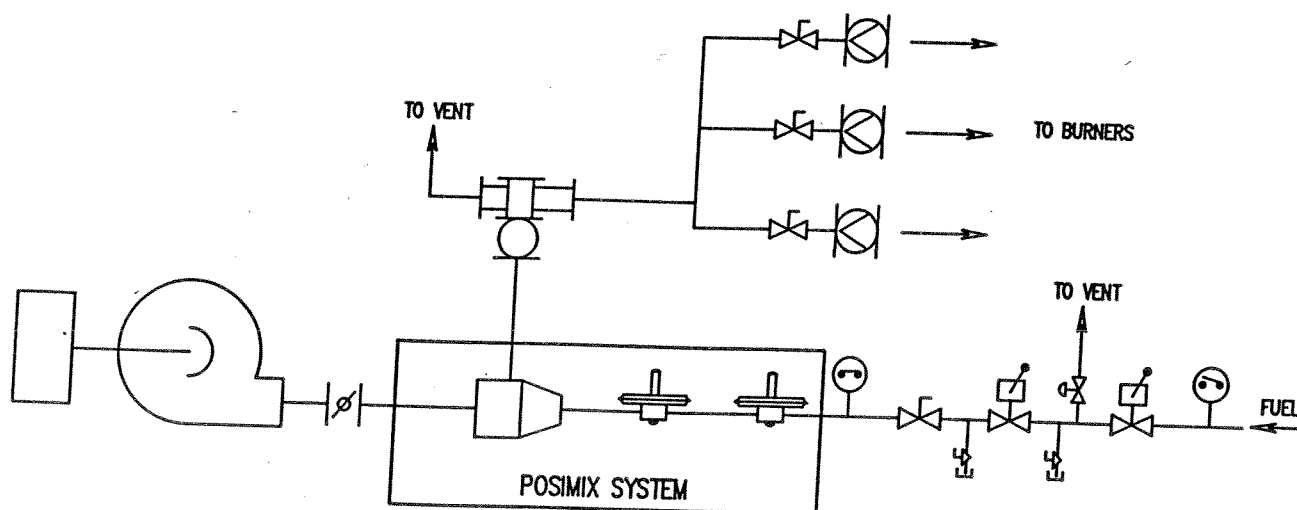 TO VENT
TO BURNERS
TO VENT
FUEL
POSIMIX SYSTEM